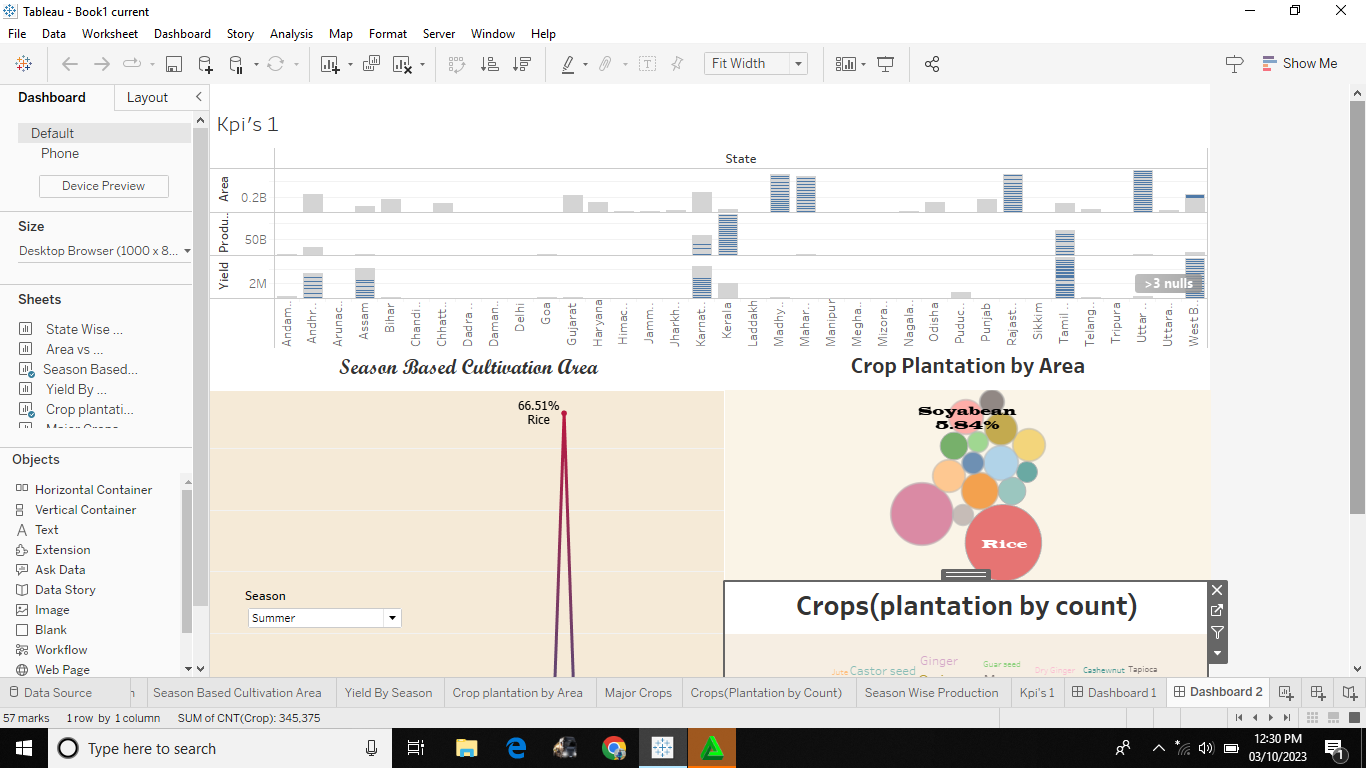 Tableau - Book1 current
File Data Worksheet Dashboard Story Analysis Map Format Server Window Help
Fit Width
Show Me
Dashboard Layout
Default
Phone
Device Preview
Size
Desktop Browser (1000 x 8...
Sheets
State Wise ...
Area vs ...
Season Based...
Yield By ...
Crop plantati...
Major Crops
Objects
Horizontal Container
Vertical Container
Text
Extension
Ask Data
Data Story
Image
Blank
Workflow
Web Page
Kpi's 1
State
Area
0.2B
Produ..
50B
Yield
2M
>3 nulls
Andam..
Andhr..
Arunac..
Assam
Bihar
Chandi..
Chhatt..
Dadra ..
Daman..
Delhi
Goa
Gujarat
Haryana
Himac..
Jamm..
Jharkh..
Karnat..
Kerala
Laddakh
Madhy..
Mahar..
Manipur
Megha..
Mizora..
Nagala..
Odisha
Puduc..
Punjab
Rajast..
Sikkim
Tamil ..
Telang..
Tripura
Uttar ..
Uttara..
West B..
Season Based Cultivation Area
66.51%
Rice
Season
Summer
Crop Plantation by Area
Soyabean
5.84%
Rice
Crops(plantation by count)
Jute Castor seed Ginger Guar seed Dry Ginger Cashewnut Tapioca
Data Source Season Based Cultivation Area Yield By Season Crop plantation by Area Major Crops Crops(Plantation by Count) Season Wise Production Kpi's 1 Dashboard 1 Dashboard 2
57 marks 1 row by 1 column SUM of CNT(Crop): 345,375
Type here to search
12:30 PM
03/10/2023
1